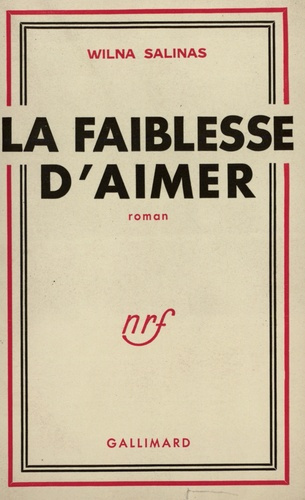 WILNA SALINAS
LA FAIBLESSE
D'AIMER
roman
nrf
GALLIMARD